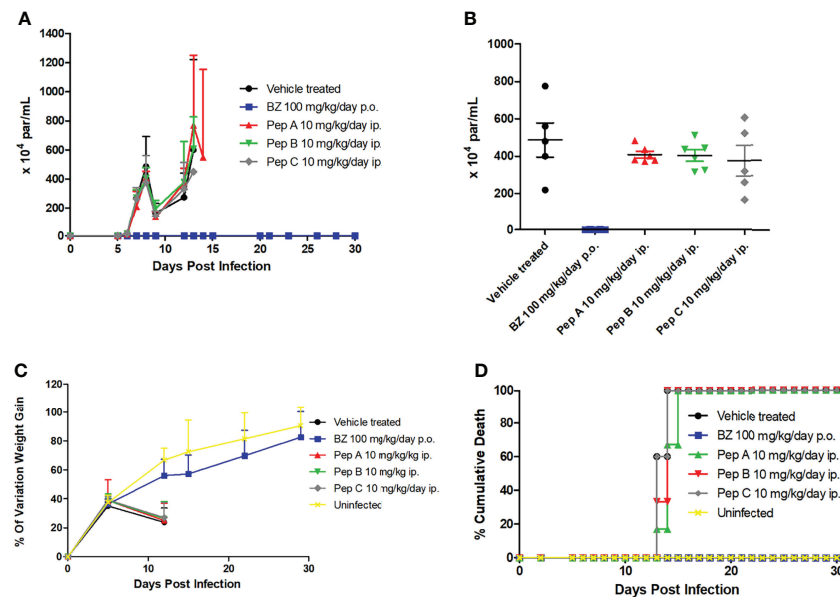 A
1400
1200
1000
800
600
400
200
0
x 10⁴ par/mL
0 5 10 15 20 25 30
Days Post Infection
Vehicle treated
BZ 100 mg/kg/day p.o.
Pep A 10 mg/kg/day ip.
Pep B 10 mg/kg/day ip.
Pep C 10 mg/kg/day ip
B
1000
800
600
400
200
0
x 10⁴ par/mL
Vehicle treated
BZ 100 mg/kg/day p.o.
Pep A 10 mg/kg/day ip.
Pep B 10 mg/kg/day ip.
Pep C 10 mg/kg/day ip.
C
120
100
80
60
40
20
0
% Of Variation Weight Gain
0 10 20 30
Days Post Infection
Vehicle treated
BZ 100 mg/kg/day p.o.
Pep A 10 mg/kg/kg ip.
Pep B 10 mg/kg ip.
Pep C 10 mg/kg/day ip.
Uninfected
D
100
80
60
40
20
0
% Cumulative Death
0 10 20 30
Days Post Infection
Vehicle treated
BZ 100 mg/kg/day p.o.
Pep A 10 mg/kg/day ip.
Pep B 10 mg/kg/day ip.
Pep C 10 mg/kg/day ip.
Uninfected